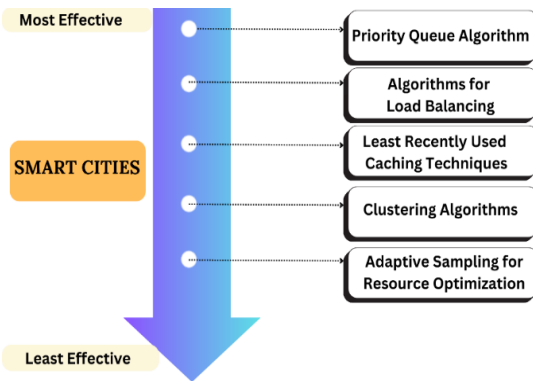 Most Effective
Priority Queue Algorithm
Algorithms for
Load Balancing
Least Recently Used
Caching Techniques
SMART CITIES
Clustering Algorithms
Adaptive Sampling for
Resource Optimization
Least Effective